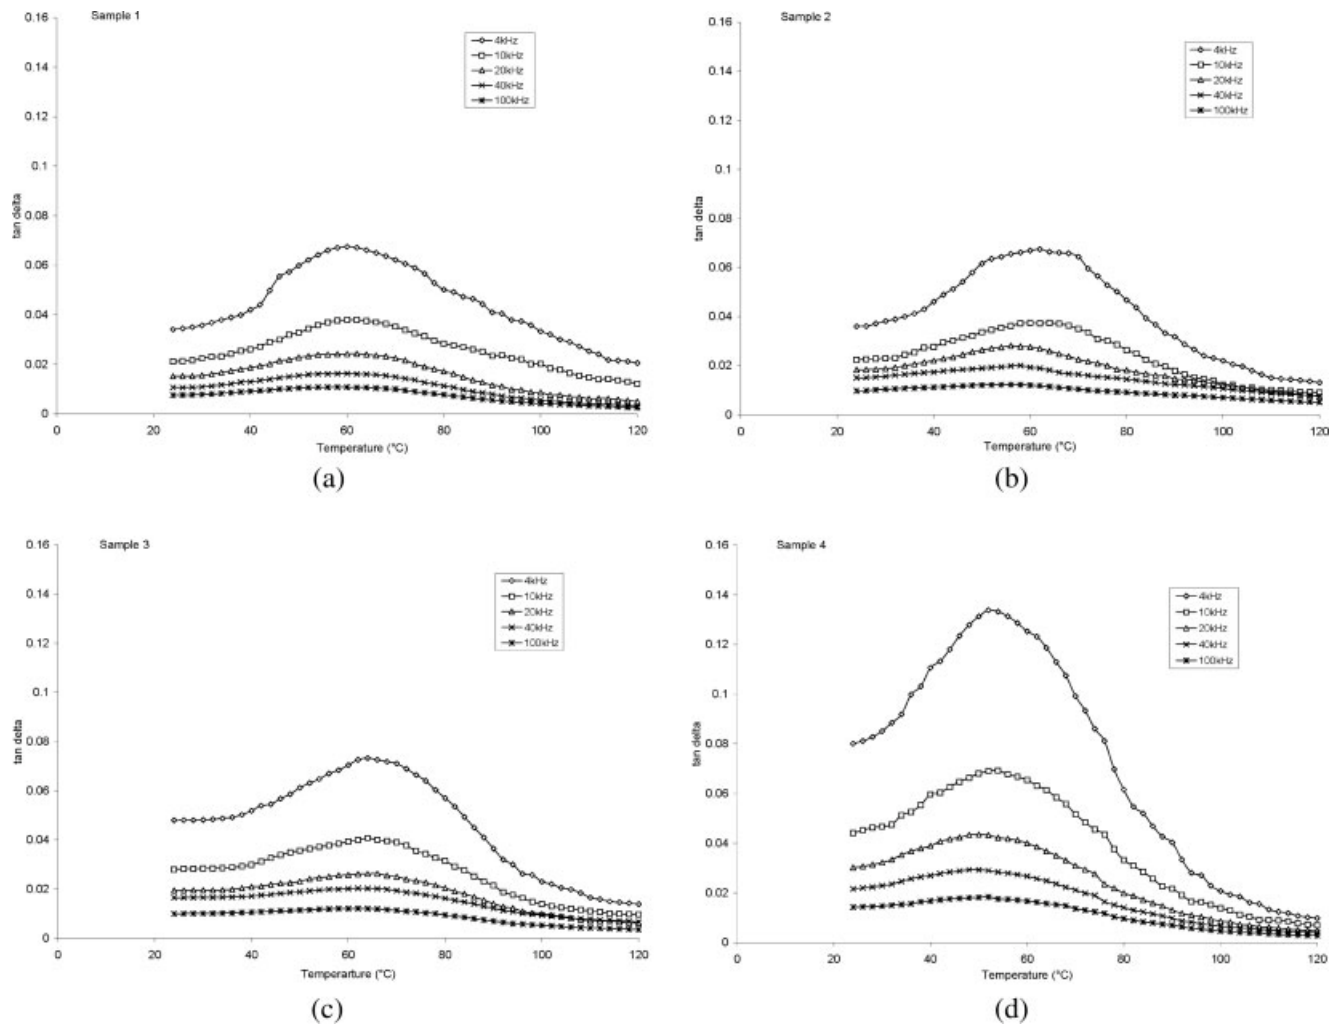 Sample 1
0.16
0.14
0.12
0.1
0.08
0.06
0.04
0.02
0
tan delta
4kHz
10kHz
20kHz
40kHz
100kHz
0 20 40 60 80 100 120
Temperature (°C)
(a)
Sample 2
0.16
0.14
0.12
0.1
0.08
0.06
0.04
0.02
0
tan delta
4kHz
10kHz
20kHz
40kHz
100kHz
0 20 40 60 80 100 120
Temperature (°C)
(b)
Sample 3
0.16
0.14
0.12
0.1
0.08
0.06
0.04
0.02
0
tan delta
4kHz
10kHz
20kHz
40kHz
100kHz
0 20 40 60 80 100 120
Temperarture (°C)
(c)
Sample 4
0.16
0.14
0.12
0.1
0.08
0.06
0.04
0.02
0
tan delta
4kHz
10kHz
20kHz
40kHz
100kHz
0 20 40 60 80 100 120
Temperature (°C)
(d)